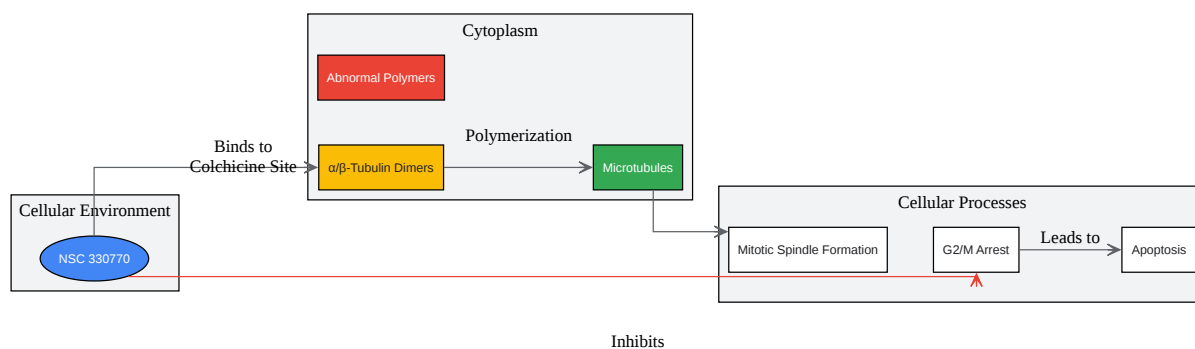 Cytoplasm
Abnormal Polymers
Polymerization
Binds to
Colchicine Site
α/β-Tubulin Dimers
Microtubules
Cellular Environment
NSC 330770
Cellular Processes
Mitotic Spindle Formation
G2/M Arrest
Leads to
Apoptosis
Inhibits